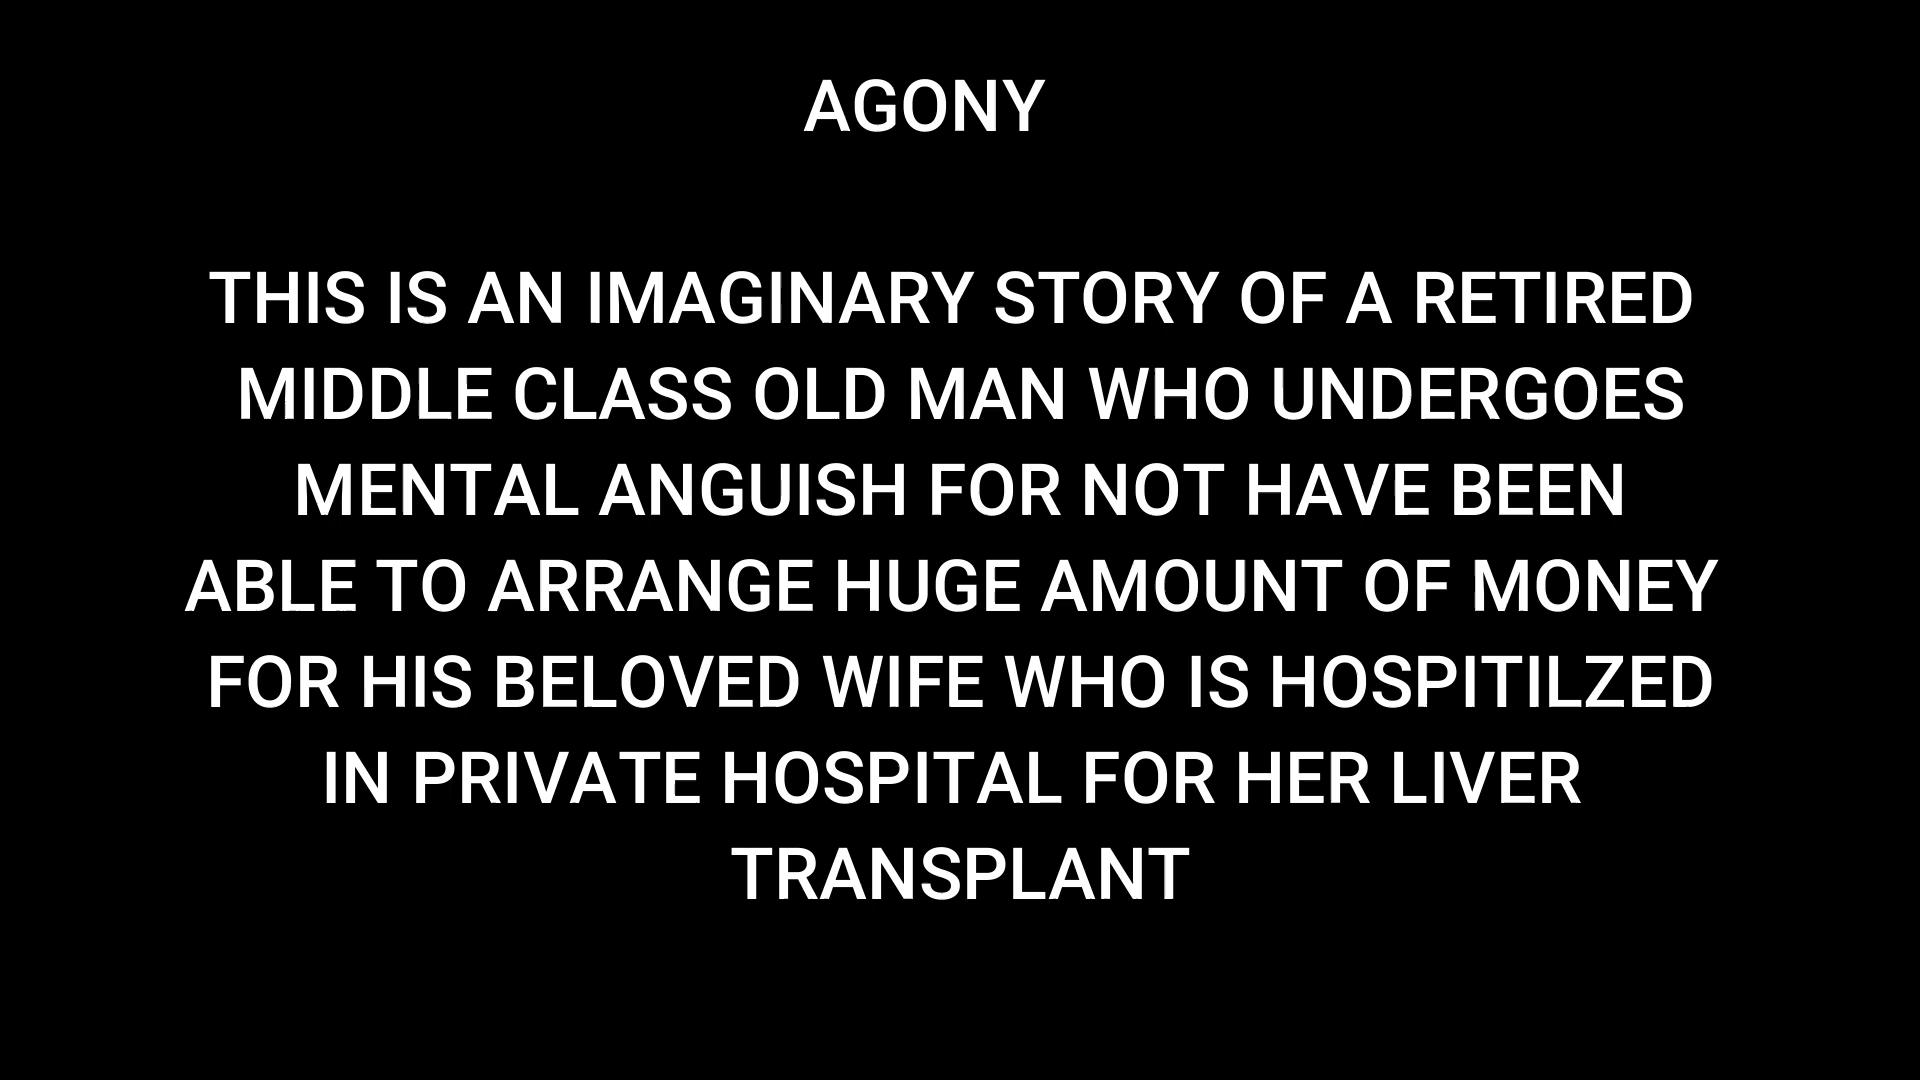 AGONY
THIS IS AN IMAGINARY STORY OF A RETIRED
MIDDLE CLASS OLD MAN WHO UNDERGOES
MENTAL ANGUISH FOR NOT HAVE BEEN
ABLE TO ARRANGE HUGE AMOUNT OF MONEY
FOR HIS BELOVED WIFE WHO IS HOSPITILZED
IN PRIVATE HOSPITAL FOR HER LIVER
TRANSPLANT